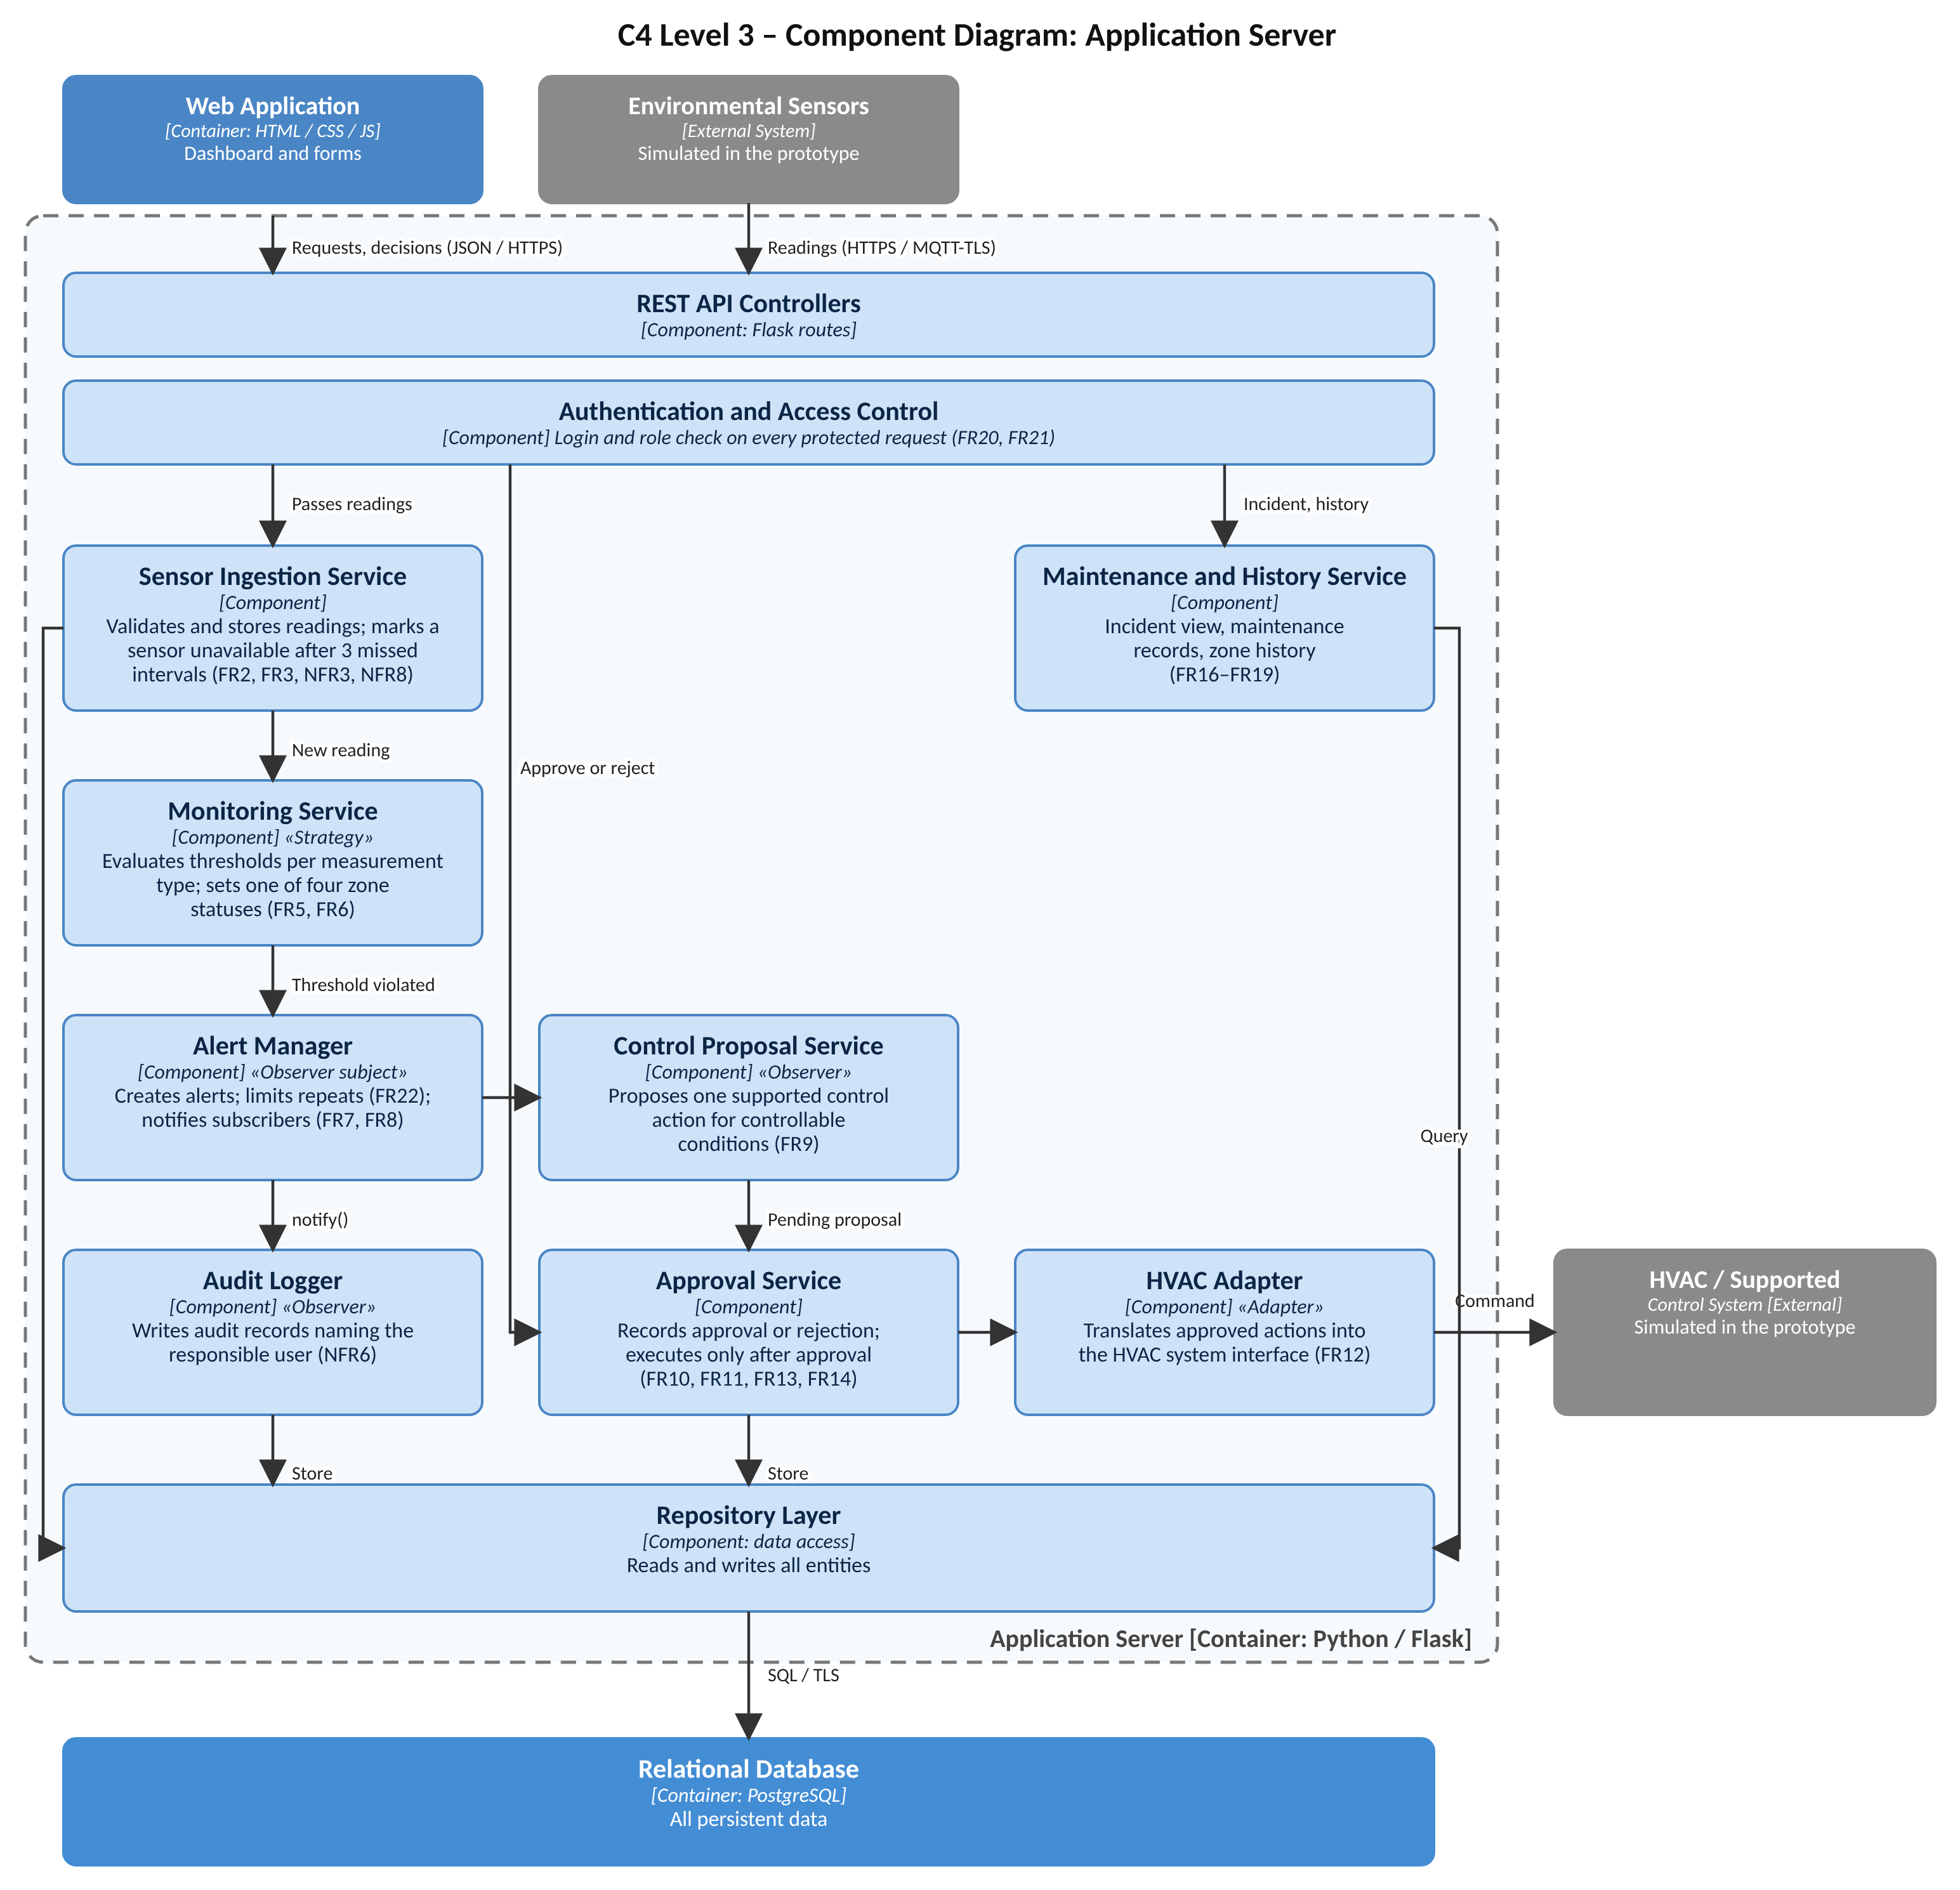 C4 Level 3 – Component Diagram: Application Server
Web Application
[Container: HTML / CSS / JS]
Dashboard and forms
Environmental Sensors
[External System]
Simulated in the prototype
Requests, decisions (JSON / HTTPS)
Readings (HTTPS / MQTT-TLS)
REST API Controllers
[Component: Flask routes]
Authentication and Access Control
[Component] Login and role check on every protected request (FR20, FR21)
Passes readings
Incident, history
Sensor Ingestion Service
[Component]
Validates and stores readings; marks a
sensor unavailable after 3 missed
intervals (FR2, FR3, NFR3, NFR8)
Maintenance and History Service
[Component]
Incident view, maintenance
records, zone history
(FR16–FR19)
New reading
Approve or reject
Monitoring Service
[Component] «Strategy»
Evaluates thresholds per measurement
type; sets one of four zone
statuses (FR5, FR6)
Threshold violated
Alert Manager
[Component] «Observer subject»
Creates alerts; limits repeats (FR22);
notifies subscribers (FR7, FR8)
Control Proposal Service
[Component] «Observer»
Proposes one supported control
action for controllable
conditions (FR9)
Query
notify()
Pending proposal
Audit Logger
[Component] «Observer»
Writes audit records naming the
responsible user (NFR6)
Approval Service
[Component]
Records approval or rejection;
executes only after approval
(FR10, FR11, FR13, FR14)
HVAC Adapter
[Component] «Adapter»
Translates approved actions into
the HVAC system interface (FR12)
Command
HVAC / Supported
Control System [External]
Simulated in the prototype
Store
Store
Repository Layer
[Component: data access]
Reads and writes all entities
Application Server [Container: Python / Flask]
SQL / TLS
Relational Database
[Container: PostgreSQL]
All persistent data